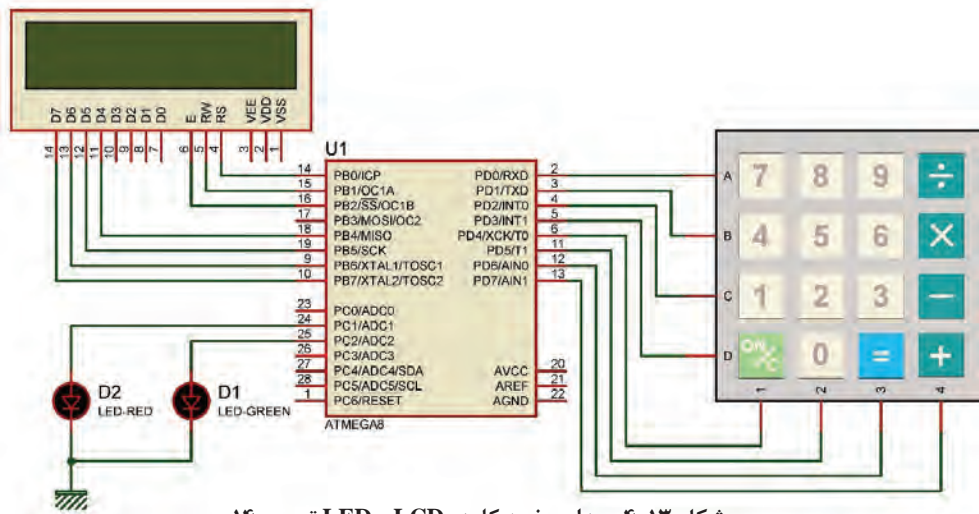 D7 D6 D5 D4 D3 D2 D1 D0 E RW RS VEE VDD VSS
14 13 12 11 10 9 8 7 6 5 4 3 2 1
U1
14 PB0/ICP PD0/RXD 2
15 PB1/OC1A PD1/TXD 3
16 PB2/SS/OC1B PD2/INT0 4
17 PB3/MOSI/OC2 PD3/INT1 5
18 PB4/MISO PD4/XCK/T0 6
19 PB5/SCK PD5/T1 11
9 PB6/XTAL1/TOSC1 PD6/AIN0 12
10 PB7/XTAL2/TOSC2 PD7/AIN1 13
23 PC0/ADC0
24 PC1/ADC1
25 PC2/ADC2
26 PC3/ADC3
27 PC4/ADC4/SDA AVCC 20
28 PC5/ADC5/SCL AREF 21
1 PC6/RESET AGND 22
ATMEGA8
D2
LED-RED
D1
LED-GREEN
A 7 8 9 ÷
B 4 5 6 ×
C 1 2 3 −
D ON/C 0 = +
1 2 3 4